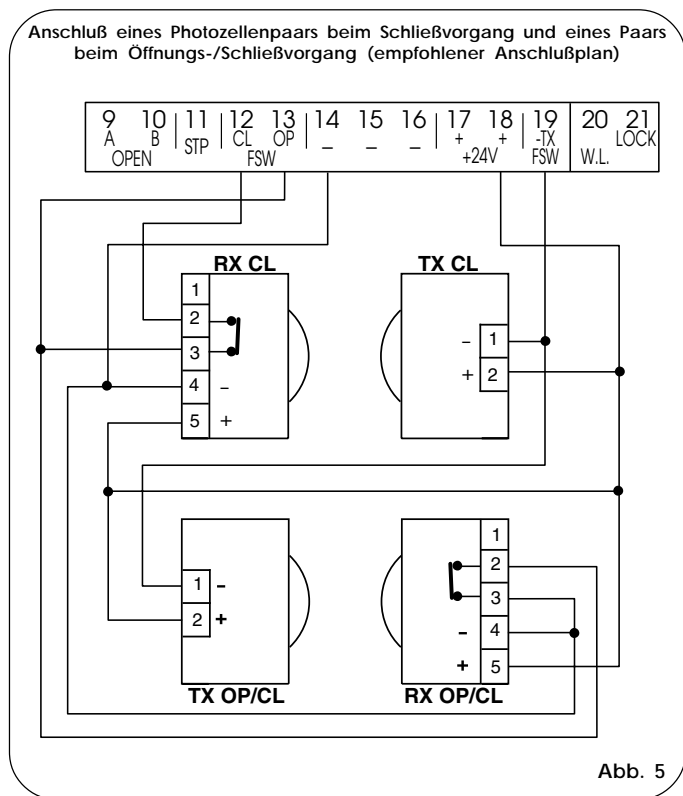 Anschluß eines Photozellenpaars beim Schließvorgang und eines Paars
beim Öffnungs-/Schließvorgang (empfohlener Anschlußplan)
9 10 11 12 13 14 15 16 17 18 19 20 21
A B STP CL OP – – – + + -TX LOCK
OPEN FSW +24V FSW W.L.
RX CL
1
2
3
4 –
5 +
TX CL
– 1
+ 2
1 -
2 +
TX OP/CL
1
2
3
- 4
+ 5
RX OP/CL
Abb. 5